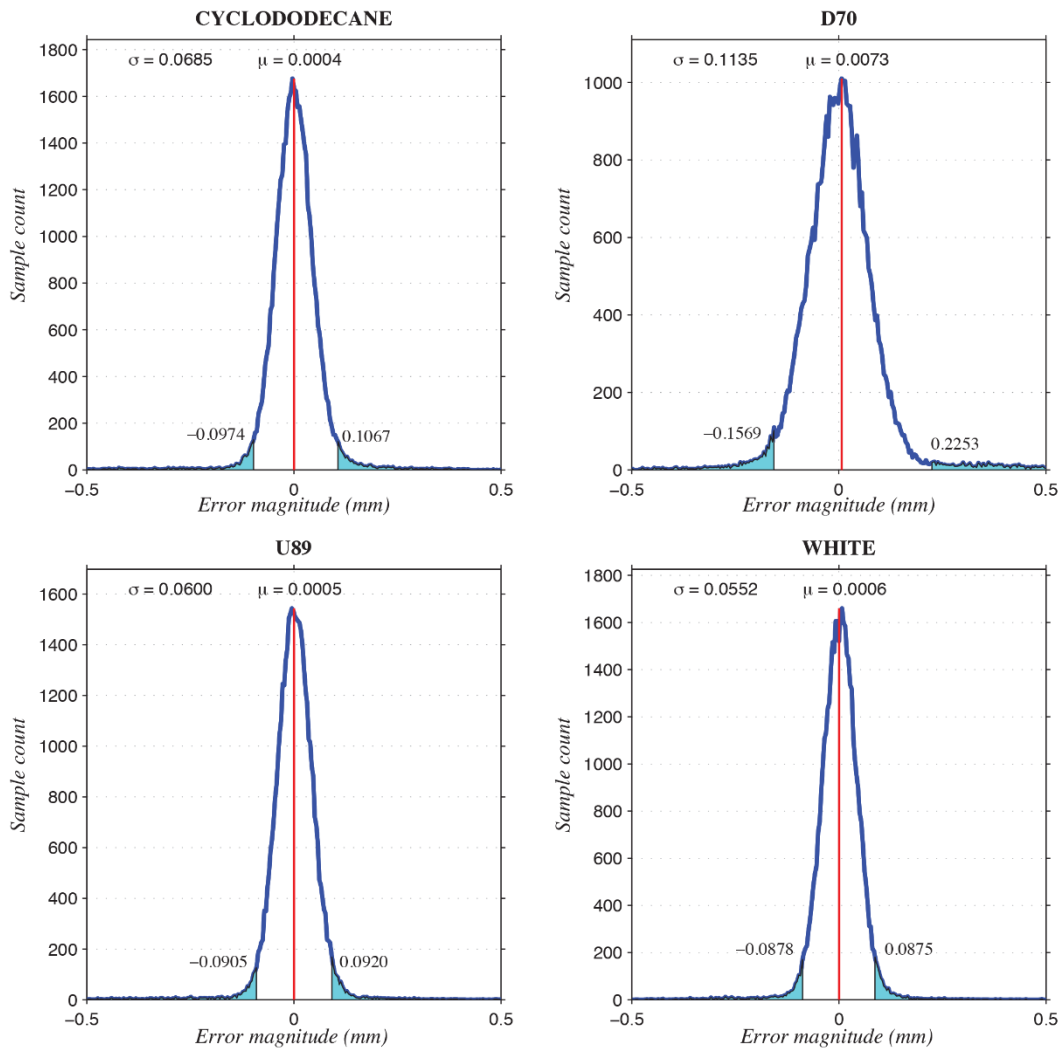 CYCLODODECANE
σ = 0.0685 μ = 0.0004
1800
1600
1400
1200
1000
800
600
400
200
0
Sample count
−0.0974 0.1067
−0.5 0 0.5
Error magnitude (mm)
D70
σ = 0.1135 μ = 0.0073
1000
800
600
400
200
0
Sample count
−0.1569 0.2253
−0.5 0 0.5
Error magnitude (mm)
U89
σ = 0.0600 μ = 0.0005
1600
1400
1200
1000
800
600
400
200
0
Sample count
−0.0905 0.0920
−0.5 0 0.5
Error magnitude (mm)
WHITE
σ = 0.0552 μ = 0.0006
1800
1600
1400
1200
1000
800
600
400
200
0
Sample count
−0.0878 0.0875
−0.5 0 0.5
Error magnitude (mm)